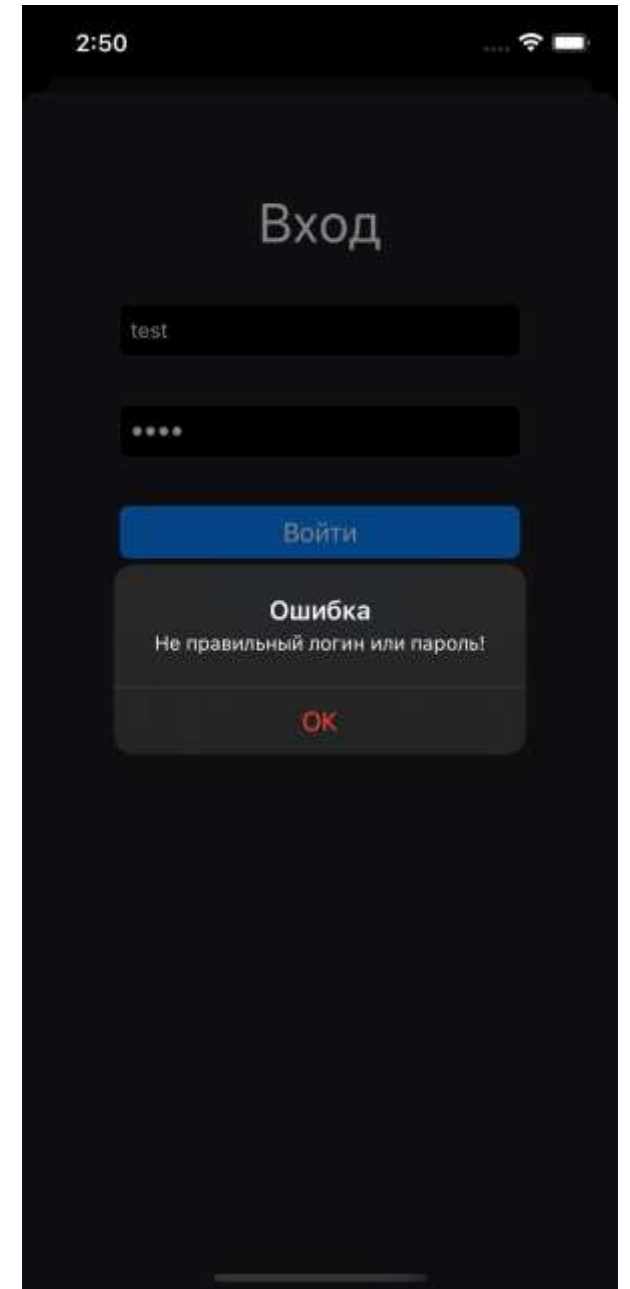 2:50
Вход
test
••••
Войти
Ошибка
Не правильный логин или пароль!
OK